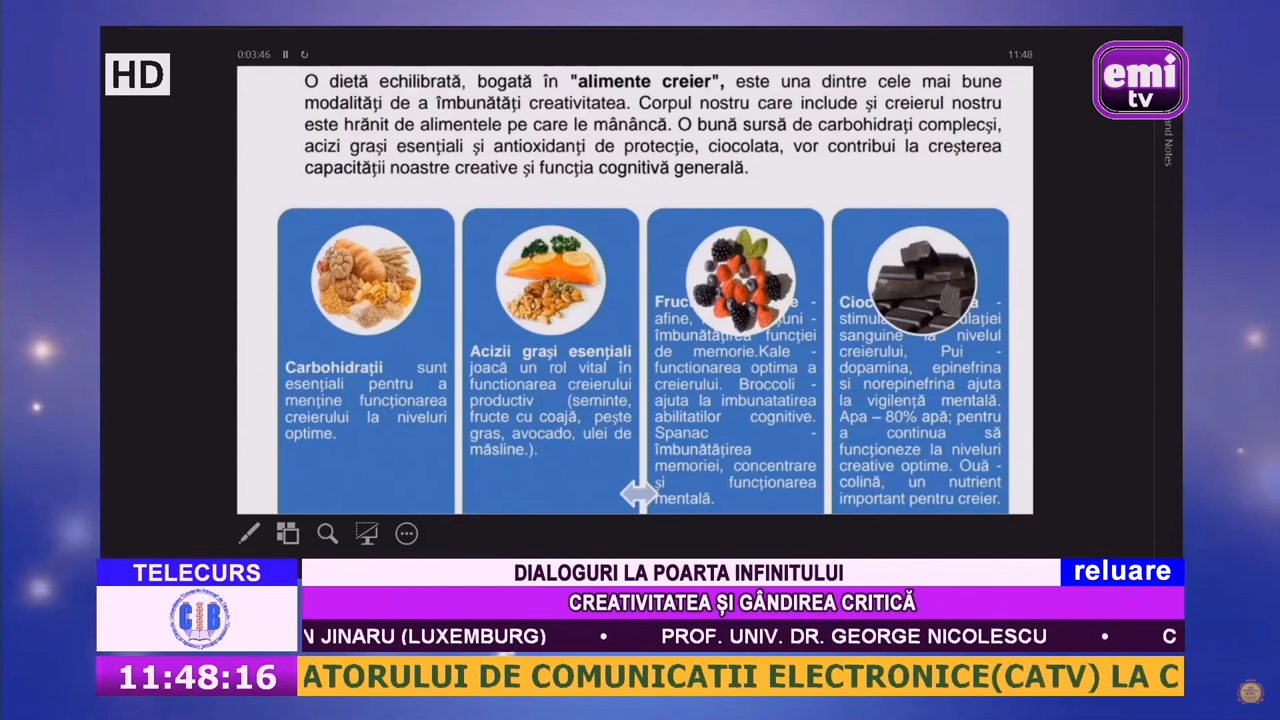 HD
0:03:46
11:48
emi
tv
and Notes
O dietă echilibrată, bogată în "alimente creier", este una dintre cele mai bune
modalități de a îmbunătăți creativitatea. Corpul nostru care include și creierul nostru
este hrănit de alimentele pe care le mânâncă. O bună sursă de carbohidrați complecși,
acizi grași esențiali și antioxidanți de protecție, ciocolata, vor contribui la creșterea
capacității noastre creative și funcția cognitivă generală.
Carbohidrații sunt
esențiali pentru a
menține funcționarea
creierului la niveluri
optime.
Acizii grași esențiali
joacă un rol vital în
functionarea creierului
productiv (seminte,
fructe cu coajă, pește
gras, avocado, ulei de
măsline.).
-
afine, -
îmbunătățirea funcției
de memorie.Kale -
functionarea optima a
creierului. Broccoli -
ajuta la imbunatatirea
abilitatilor cognitive.
Spanac -
îmbunătățirea
memoriei, concentrare
și funcționarea
mentală.
-
sanguine la nivelul
creierului, Pui -
dopamina, epinefrina
si norepinefrina ajuta
la vigilență mentală.
Apa – 80% apă; pentru
a continua să
funcționeze la niveluri
creative optime. Ouă -
colină, un nutrient
important pentru creier.
TELECURS
DIALOGURI LA POARTA INFINITULUI
reluare
CREATIVITATEA ȘI GÂNDIREA CRITICĂ
CIB
N JINARU (LUXEMBURG) • PROF. UNIV. DR. GEORGE NICOLESCU • C
11:48:16
ATORULUI DE COMUNICATII ELECTRONICE(CATV) LA C